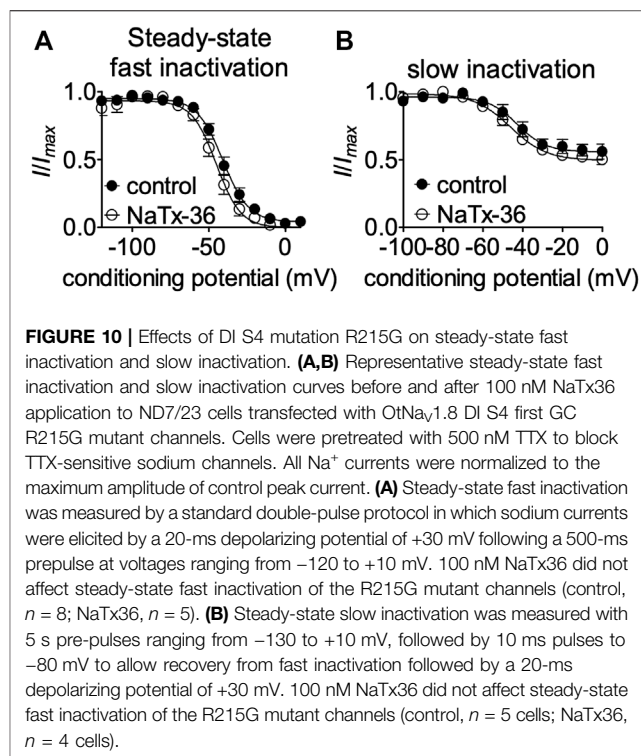 A
Steady-state
fast inactivation
B
slow inactivation
1.0
0.5
0.0
I/Imax
control
NaTx-36
-100
-50
0
conditioning potential (mV)
1.0
0.5
0.0
I/Imax
control
NaTx-36
-100 -80 -60 -40 -20 0
conditioning potential (mV)
FIGURE 10 | Effects of DI S4 mutation R215G on steady-state fast
inactivation and slow inactivation. (A,B) Representative steady-state fast
inactivation and slow inactivation curves before and after 100 nM NaTx36
application to ND7/23 cells transfected with OtNaV1.8 DI S4 first GC
R215G mutant channels. Cells were pretreated with 500 nM TTX to block
TTX-sensitive sodium channels. All Na+ currents were normalized to the
maximum amplitude of control peak current. (A) Steady-state fast inactivation
was measured by a standard double-pulse protocol in which sodium currents
were elicited by a 20-ms depolarizing potential of +30 mV following a 500-ms
prepulse at voltages ranging from −120 to +10 mV. 100 nM NaTx36 did not
affect steady-state fast inactivation of the R215G mutant channels (control,
n = 8; NaTx36, n = 5). (B) Steady-state slow inactivation was measured with
5 s pre-pulses ranging from −130 to +10 mV, followed by 10 ms pulses to
−80 mV to allow recovery from fast inactivation followed by a 20-ms
depolarizing potential of +30 mV. 100 nM NaTx36 did not affect steady-state
fast inactivation of the R215G mutant channels (control, n = 5 cells; NaTx36,
n = 4 cells).